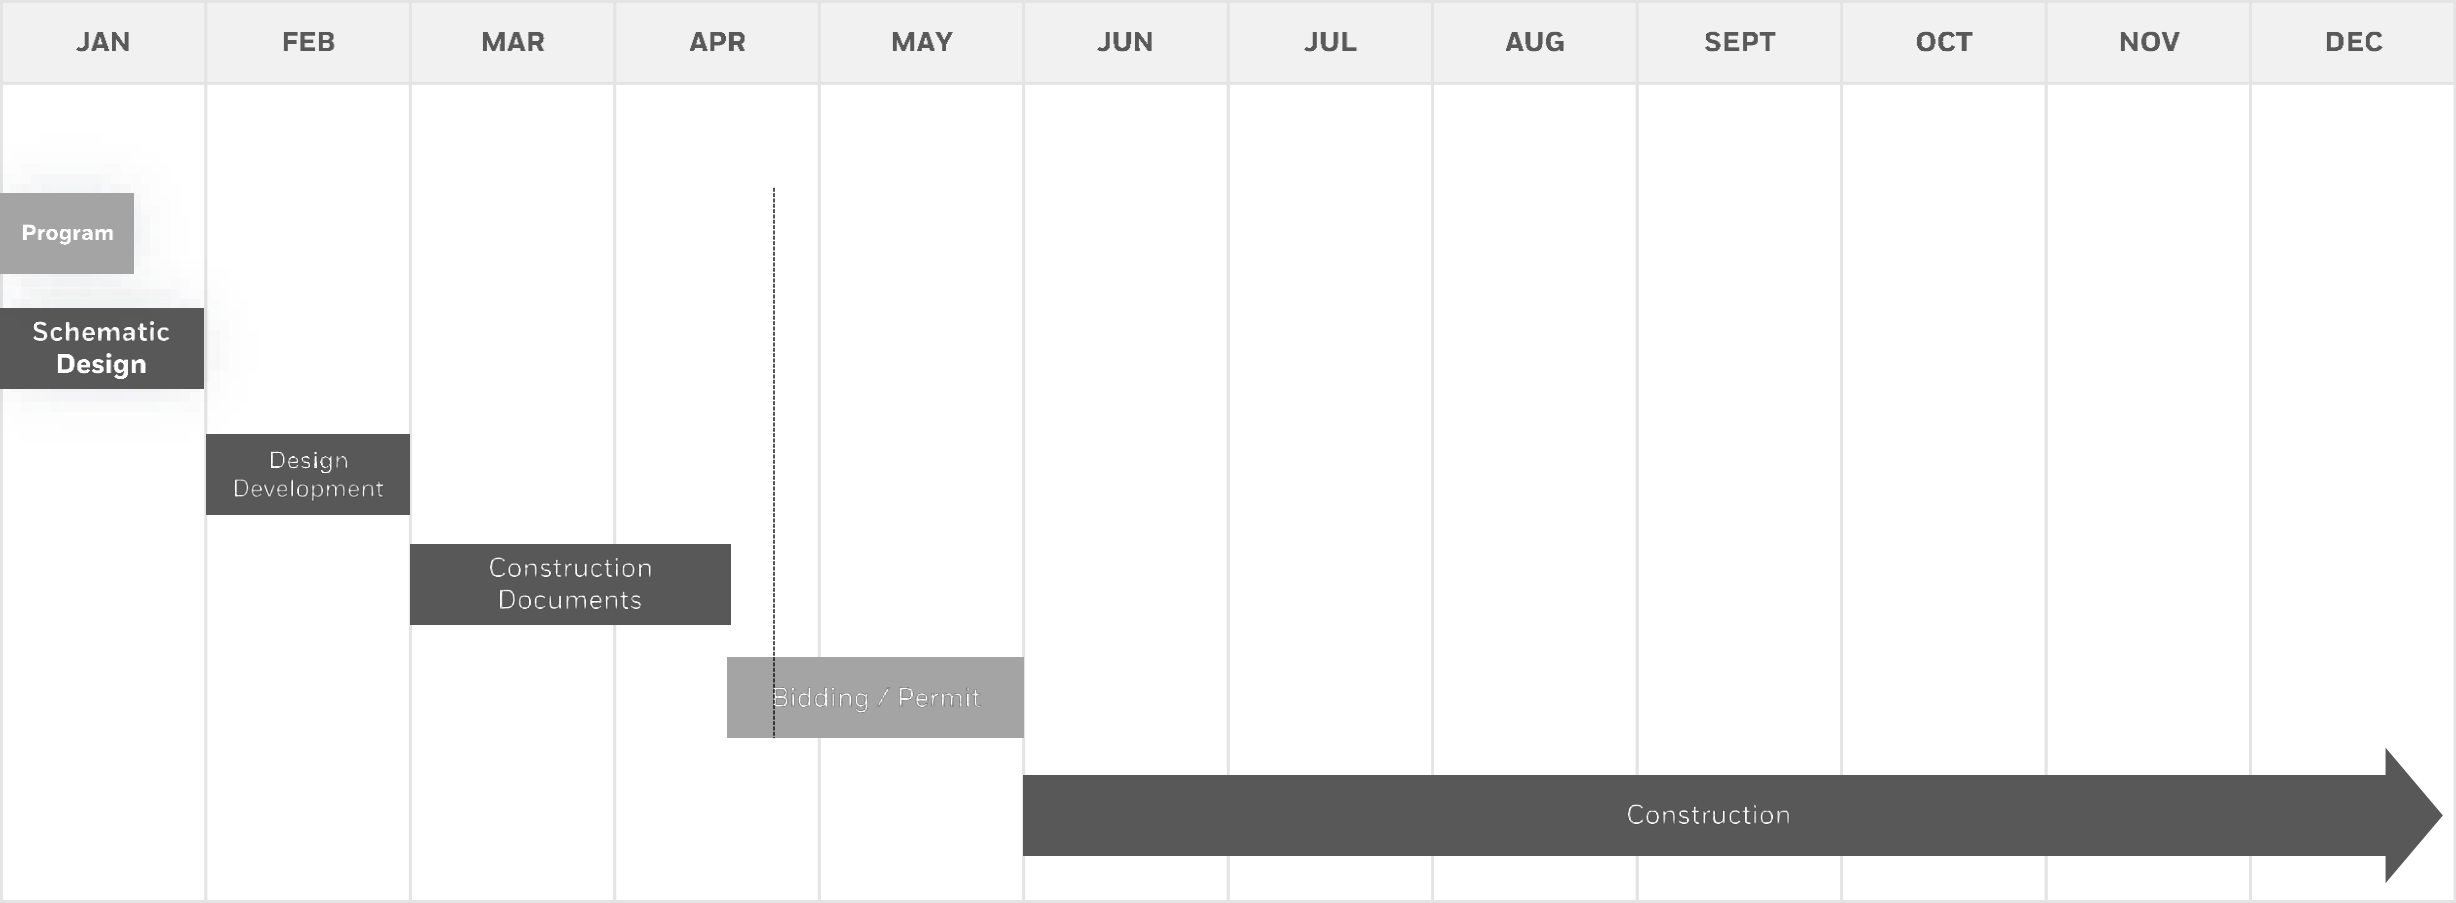 JAN FEB MAR APR MAY JUN JUL AUG SEPT OCT NOV DEC
Program
Schematic
Design
Design
Development
Construction
Documents
Bidding / Permit
Construction